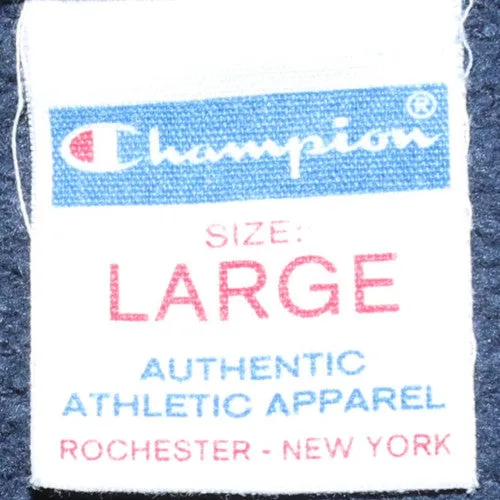 Champion®
SIZE:
LARGE
AUTHENTIC
ATHLETIC APPAREL
ROCHESTER - NEW YORK